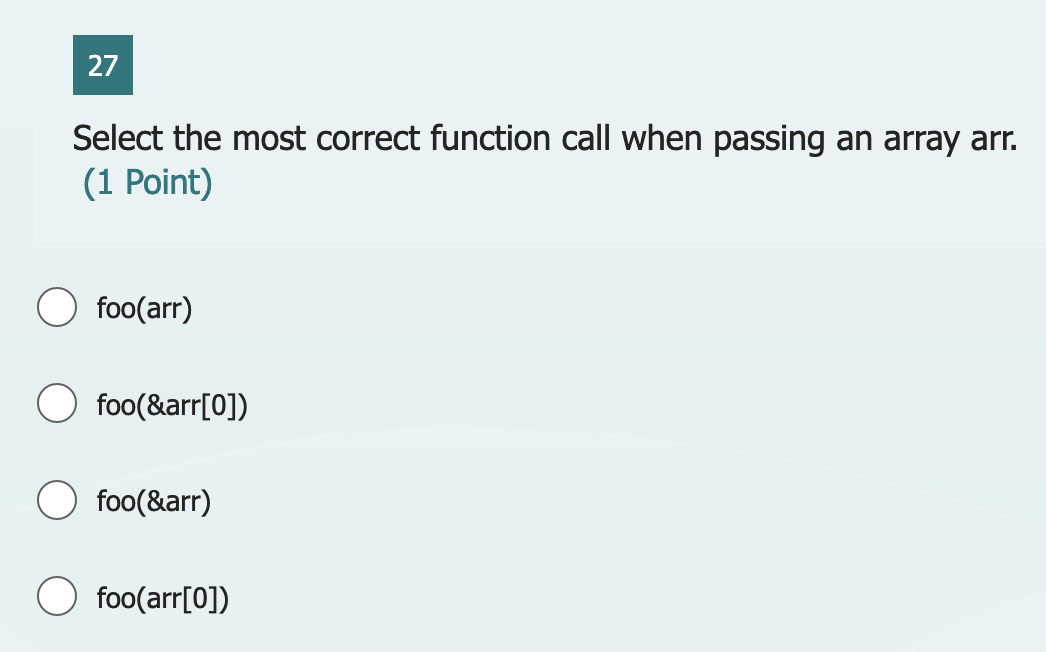 27
Select the most correct function call when passing an array arr.
(1 Point)
foo(arr)
foo(&arr[0])
foo(&arr)
foo(arr[0])